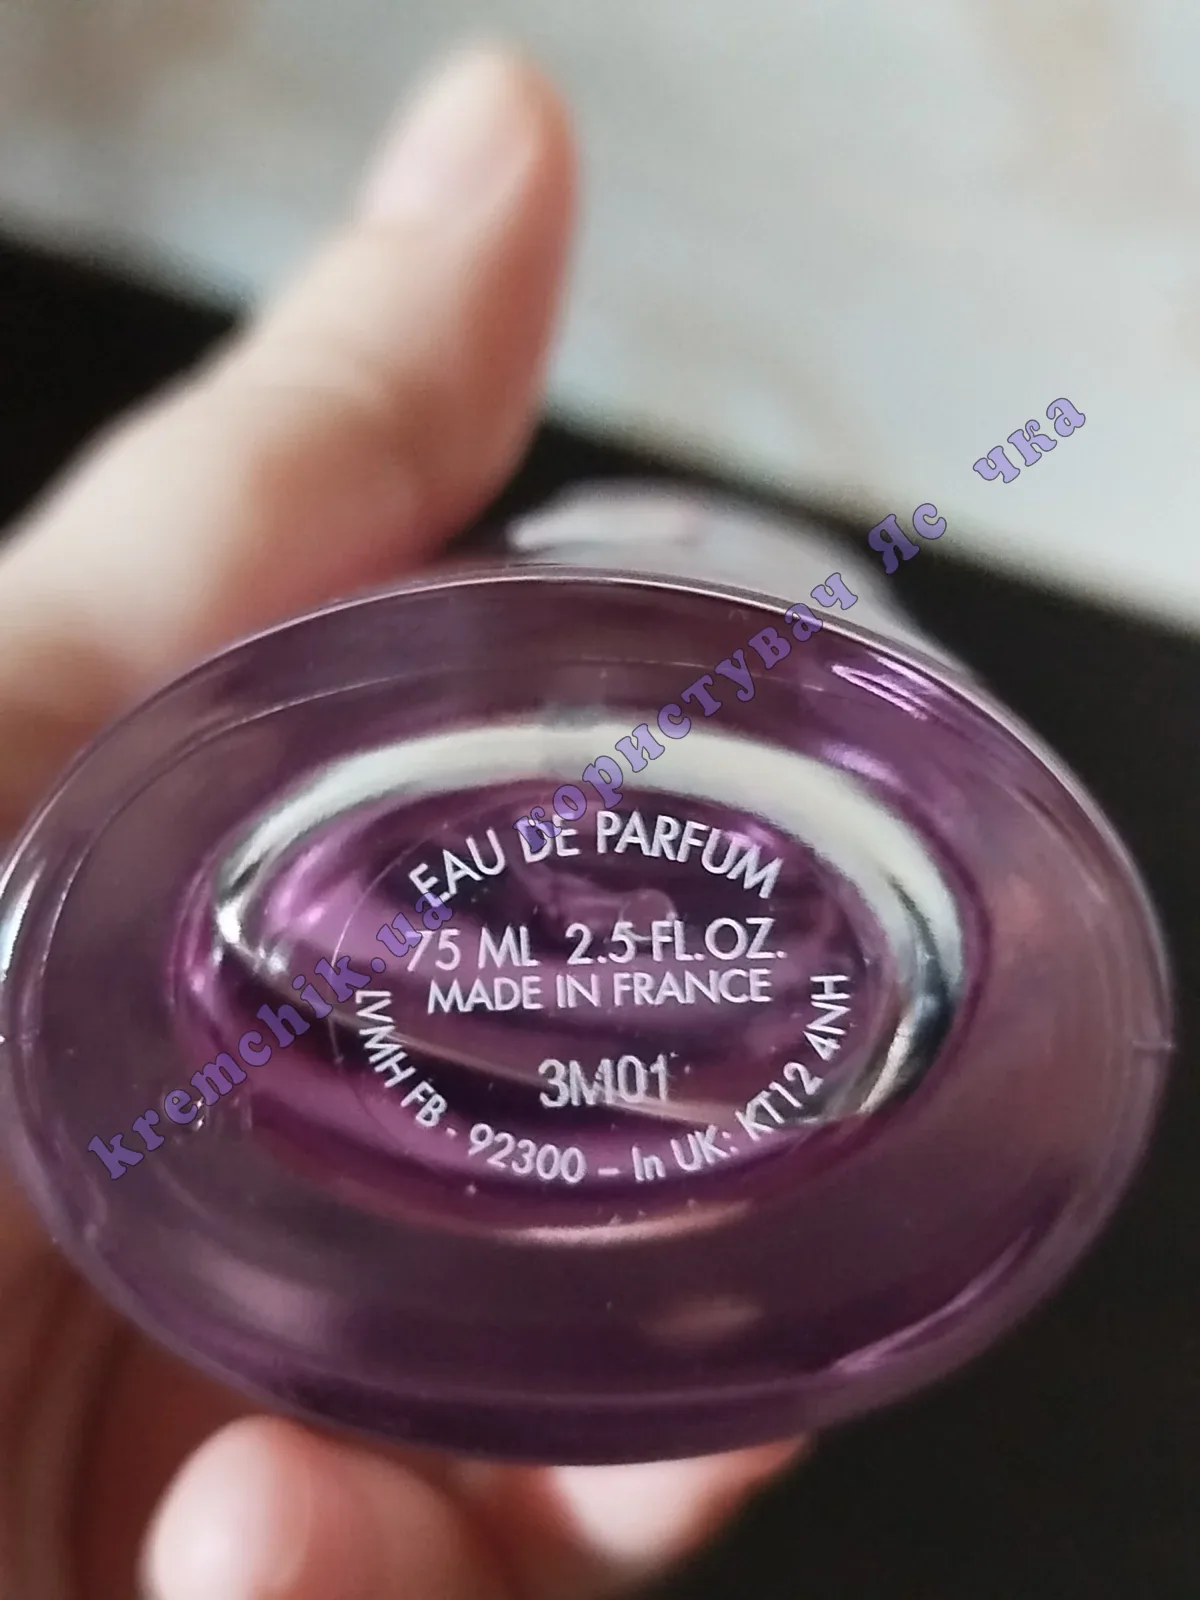 EAU DE PARFUM
75 ML 2.5 FL.OZ.
MADE IN FRANCE
3M01
LVMH FB - 92300 - In UK: KT12 4NH
kremchik.ua користувач Яс чка